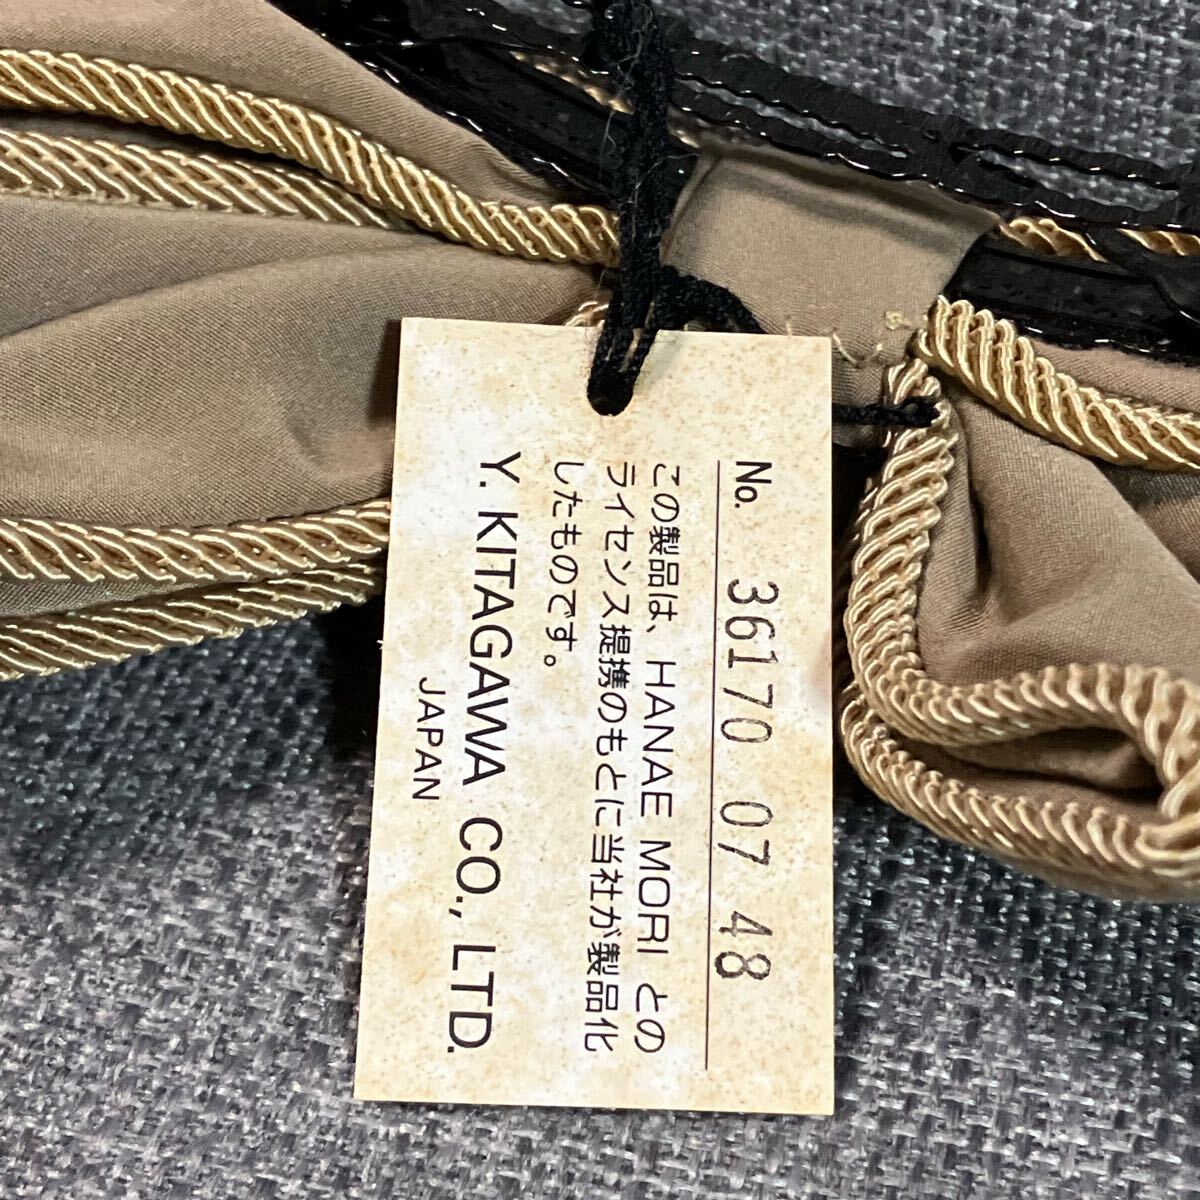 No. 36170 07 48
この製品は、HANAE MORI との
ライセンス提携のもとに当社が製品化
したものです。
Y. KITAGAWA CO., LTD.
JAPAN